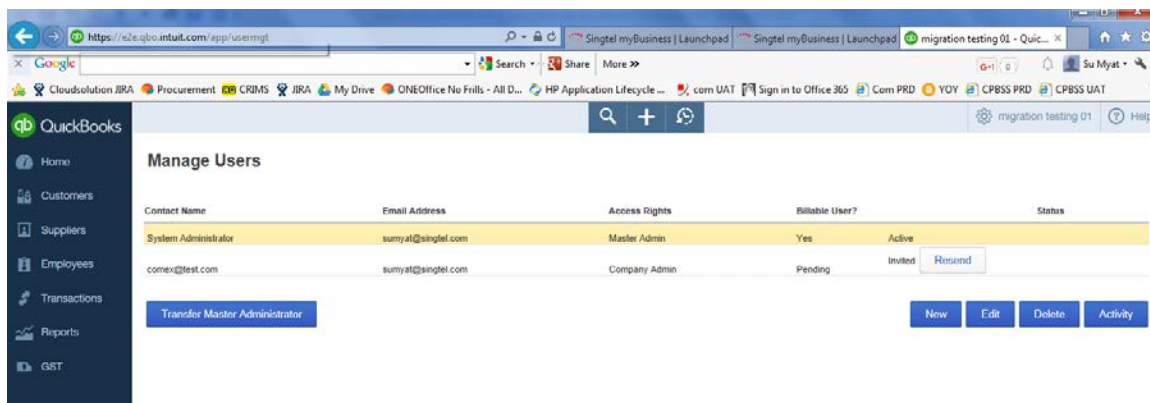 https://e2e.qbo.intuit.com/app/usermgt
Singtel myBusiness | Launchpad
Singtel myBusiness | Launchpad
migration testing 01 - Quic...
Google
Search
Share
More »
G+1
0
Su Myat
Cloudsolution JIRA
Procurement
CRIMS
JIRA
My Drive
ONEOffice No Frills - All D...
HP Application Lifecycle ...
com UAT
Sign in to Office 365
Com PRD
YOY
CPBSS PRD
CPBSS UAT
qb QuickBooks
migration testing 01
Help
Home
Customers
Suppliers
Employees
Transactions
Reports
GST
Manage Users
Contact Name Email Address Access Rights Billable User? Status
System Administrator sumyat@singtel.com Master Admin Yes Active
comex@test.com sumyat@singtel.com Company Admin Pending Invited Resend
Transfer Master Administrator
New Edit Delete Activity